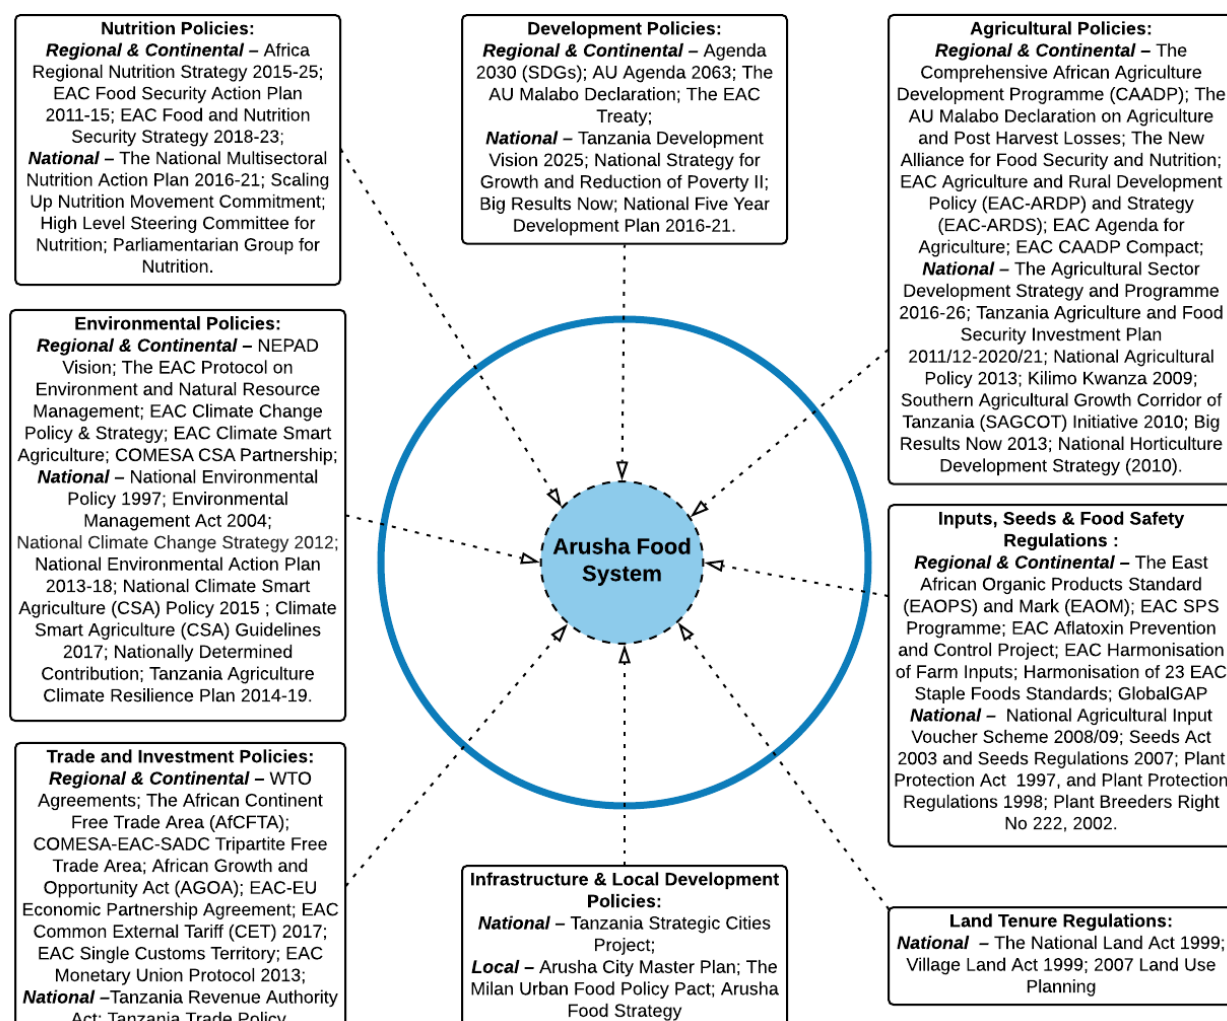 Nutrition Policies:
Regional & Continental – Africa
Regional Nutrition Strategy 2015-25;
EAC Food Security Action Plan
2011-15; EAC Food and Nutrition
Security Strategy 2018-23;
National – The National Multisectoral
Nutrition Action Plan 2016-21; Scaling
Up Nutrition Movement Commitment;
High Level Steering Committee for
Nutrition; Parliamentarian Group for
Nutrition.
Development Policies:
Regional & Continental – Agenda
2030 (SDGs); AU Agenda 2063; The
AU Malabo Declaration; The EAC
Treaty;
National – Tanzania Development
Vision 2025; National Strategy for
Growth and Reduction of Poverty II;
Big Results Now; National Five Year
Development Plan 2016-21.
Agricultural Policies:
Regional & Continental – The
Comprehensive African Agriculture
Development Programme (CAADP); The
AU Malabo Declaration on Agriculture
and Post Harvest Losses; The New
Alliance for Food Security and Nutrition;
EAC Agriculture and Rural Development
Policy (EAC-ARDP) and Strategy
(EAC-ARDS); EAC Agenda for
Agriculture; EAC CAADP Compact;
National – The Agricultural Sector
Development Strategy and Programme
2016-26; Tanzania Agriculture and Food
Security Investment Plan
2011/12-2020/21; National Agricultural
Policy 2013; Kilimo Kwanza 2009;
Southern Agricultural Growth Corridor of
Tanzania (SAGCOT) Initiative 2010; Big
Results Now 2013; National Horticulture
Development Strategy (2010).
Environmental Policies:
Regional & Continental – NEPAD
Vision; The EAC Protocol on
Environment and Natural Resource
Management; EAC Climate Change
Policy & Strategy; EAC Climate Smart
Agriculture; COMESA CSA Partnership;
National – National Environmental
Policy 1997; Environmental
Management Act 2004;
National Climate Change Strategy 2012;
National Environmental Action Plan
2013-18; National Climate Smart
Agriculture (CSA) Policy 2015 ; Climate
Smart Agriculture (CSA) Guidelines
2017; Nationally Determined
Contribution; Tanzania Agriculture
Climate Resilience Plan 2014-19.
Arusha Food
System
Inputs, Seeds & Food Safety
Regulations :
Regional & Continental – The East
African Organic Products Standard
(EAOPS) and Mark (EAOM); EAC SPS
Programme; EAC Aflatoxin Prevention
and Control Project; EAC Harmonisation
of Farm Inputs; Harmonisation of 23 EAC
Staple Foods Standards; GlobalGAP
National – National Agricultural Input
Voucher Scheme 2008/09; Seeds Act
2003 and Seeds Regulations 2007; Plant
Protection Act 1997, and Plant Protection
Regulations 1998; Plant Breeders Right
No 222, 2002.
Trade and Investment Policies:
Regional & Continental – WTO
Agreements; The African Continent
Free Trade Area (AfCFTA);
COMESA-EAC-SADC Tripartite Free
Trade Area; African Growth and
Opportunity Act (AGOA); EAC-EU
Economic Partnership Agreement; EAC
Common External Tariff (CET) 2017;
EAC Single Customs Territory; EAC
Monetary Union Protocol 2013;
National –Tanzania Revenue Authority
Act; Tanzania Trade Policy
Infrastructure & Local Development
Policies:
National – Tanzania Strategic Cities
Project;
Local – Arusha City Master Plan; The
Milan Urban Food Policy Pact; Arusha
Food Strategy
Land Tenure Regulations:
National – The National Land Act 1999;
Village Land Act 1999; 2007 Land Use
Planning